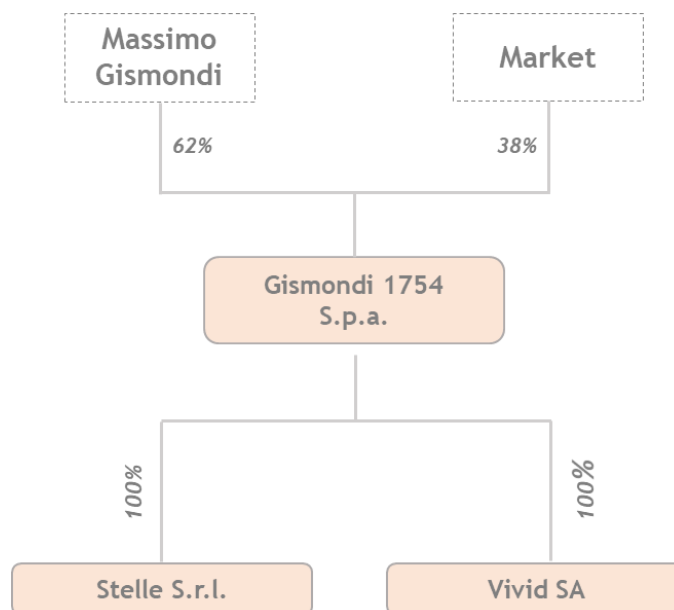 Massimo
Gismondi
Market
62%
38%
Gismondi 1754
S.p.a.
100%
100%
Stelle S.r.l.
Vivid SA